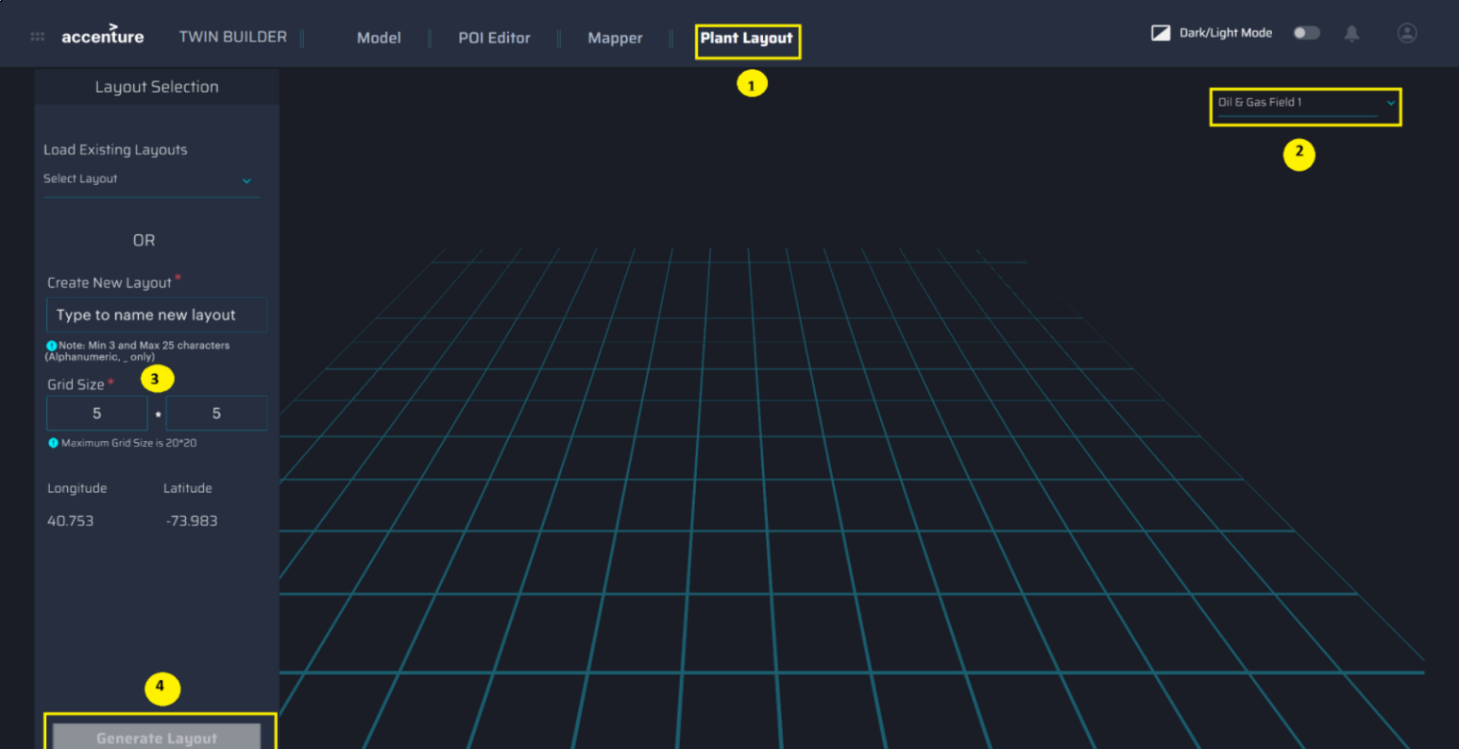 accenture TWIN BUILDER Model POI Editor Mapper Plant Layout Dark/Light Mode
1
Layout Selection
Oil & Gas Field 1
2
Load Existing Layouts
Select Layout
OR
Create New Layout *
Type to name new layout
Note: Min 3 and Max 25 characters
(Alphanumeric, _ only)
3
Grid Size *
5 * 5
Maximum Grid Size is 20*20
Longitude Latitude
40.753 -73.983
4
Generate Layout